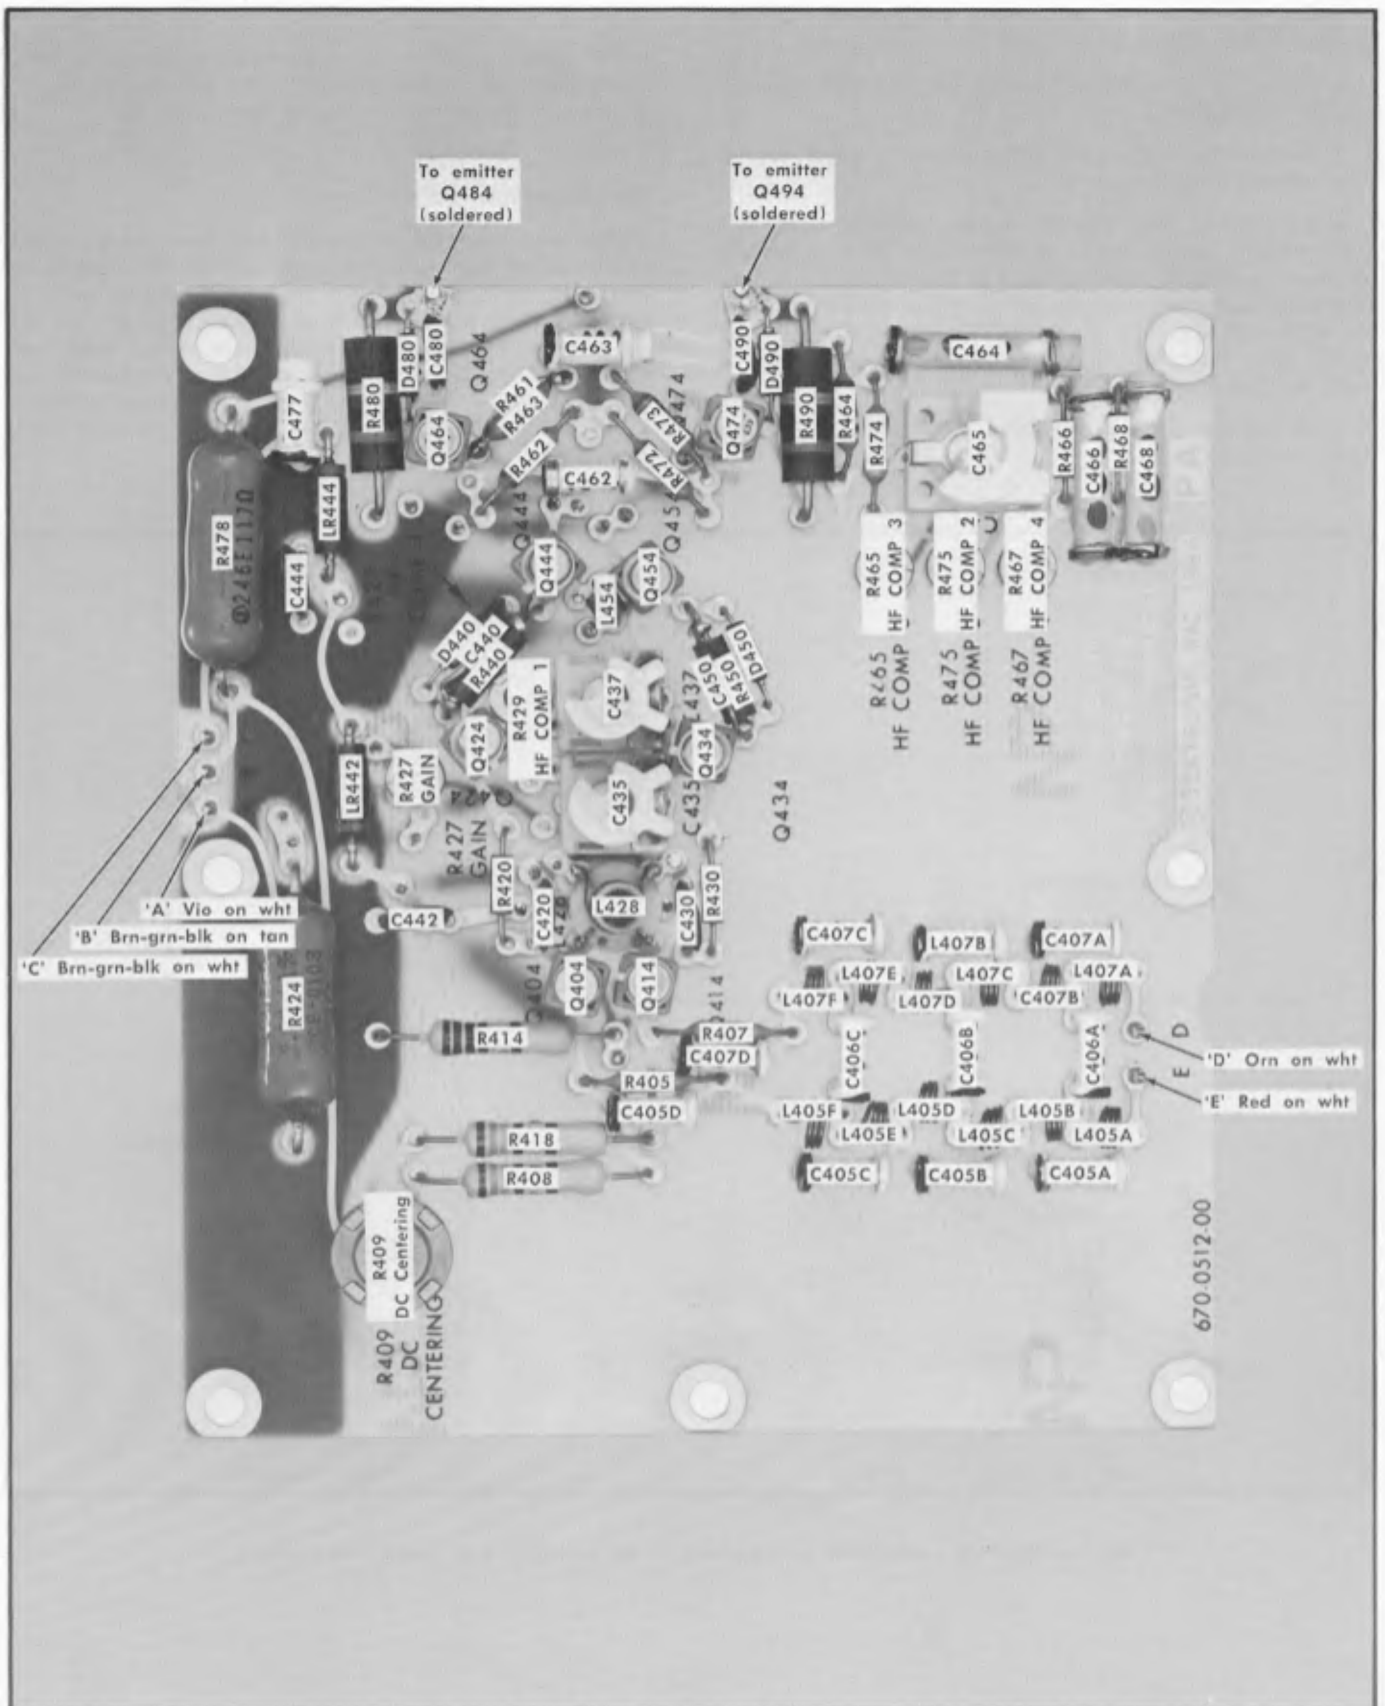 To emitter
Q484
(soldered)
To emitter
Q494
(soldered)
C477
R480
D480
C480
Q464
Q464
R461
R463
R462
C463
C462
R473
R472
Q474
C490
D490
R490
R464
R474
C464
C465
R466
C466
R468
C468
R478
246E117Ω
LR444
C444
Q444
Q444
Q454
L454
R465
HF COMP 3
R475
HF COMP 2
R467
HF COMP 4
R465
HF COMP
R475
HF COMP
R467
HF COMP
D440
C440
R440
R429
HF COMP 1
C437
L437
C450
R450
D450
Q424
Q434
Q434
LR442
R427
GAIN
Q424
R427
GAIN
C435
C435
R420
C420
L428
C430
R430
C442
'A' Vio on wht
'B' Brn-grn-blk on tan
'C' Brn-grn-blk on wht
R424
Q404
Q404
Q414
Q414
R414
R407
C407D
R405
C405D
R418
R408
C407C
L407B
C407A
L407E
L407C
L407A
L407F
L407D
C407B
C406C
C406B
C406A
D
E
'D' Orn on wht
'E' Red on wht
L405F
L405D
L405B
L405E
L405C
L405A
C405C
C405B
C405A
R409
DC Centering
R409
DC
CENTERING
670-0512-00